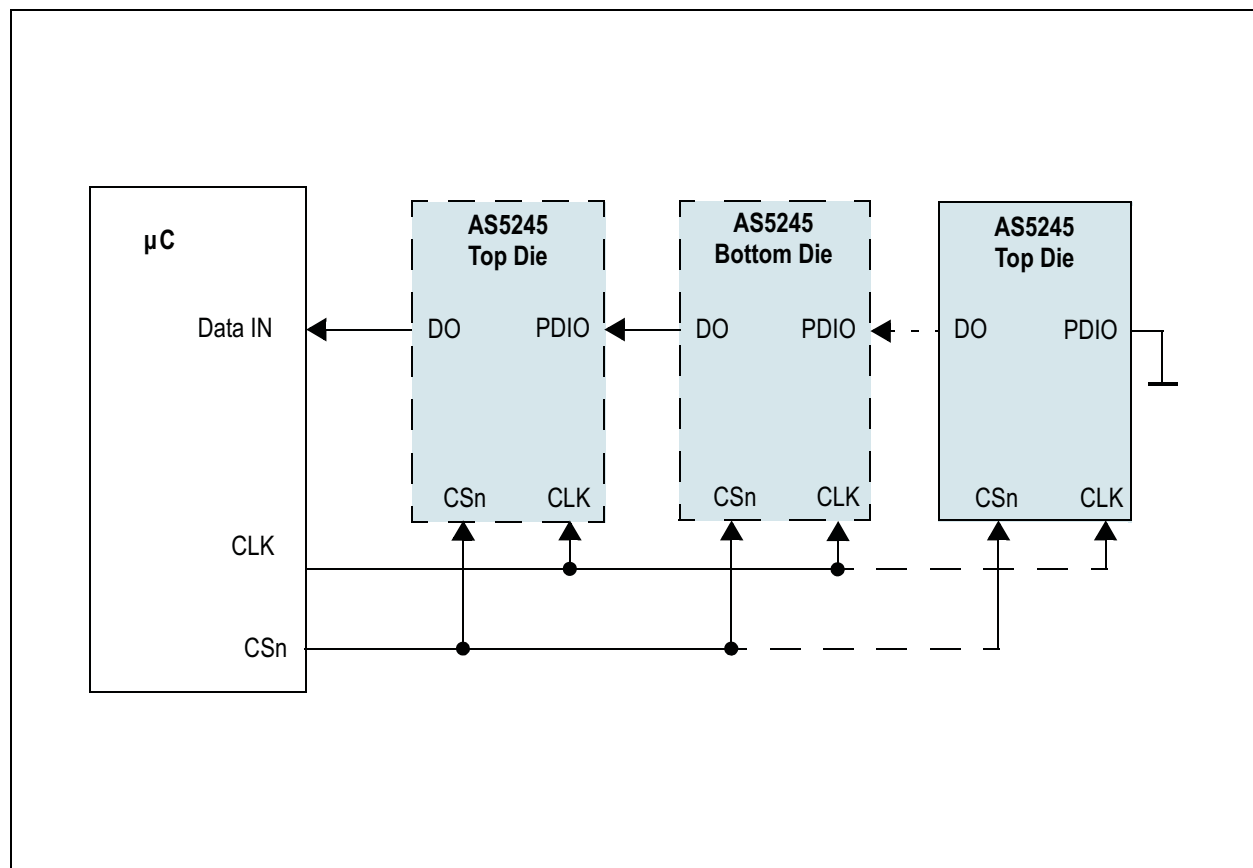 µC
AS5245
Top Die
AS5245
Bottom Die
AS5245
Top Die
Data IN
DO
PDIO
DO
PDIO
DO
PDIO
CSn
CLK
CSn
CLK
CSn
CLK
CLK
CSn